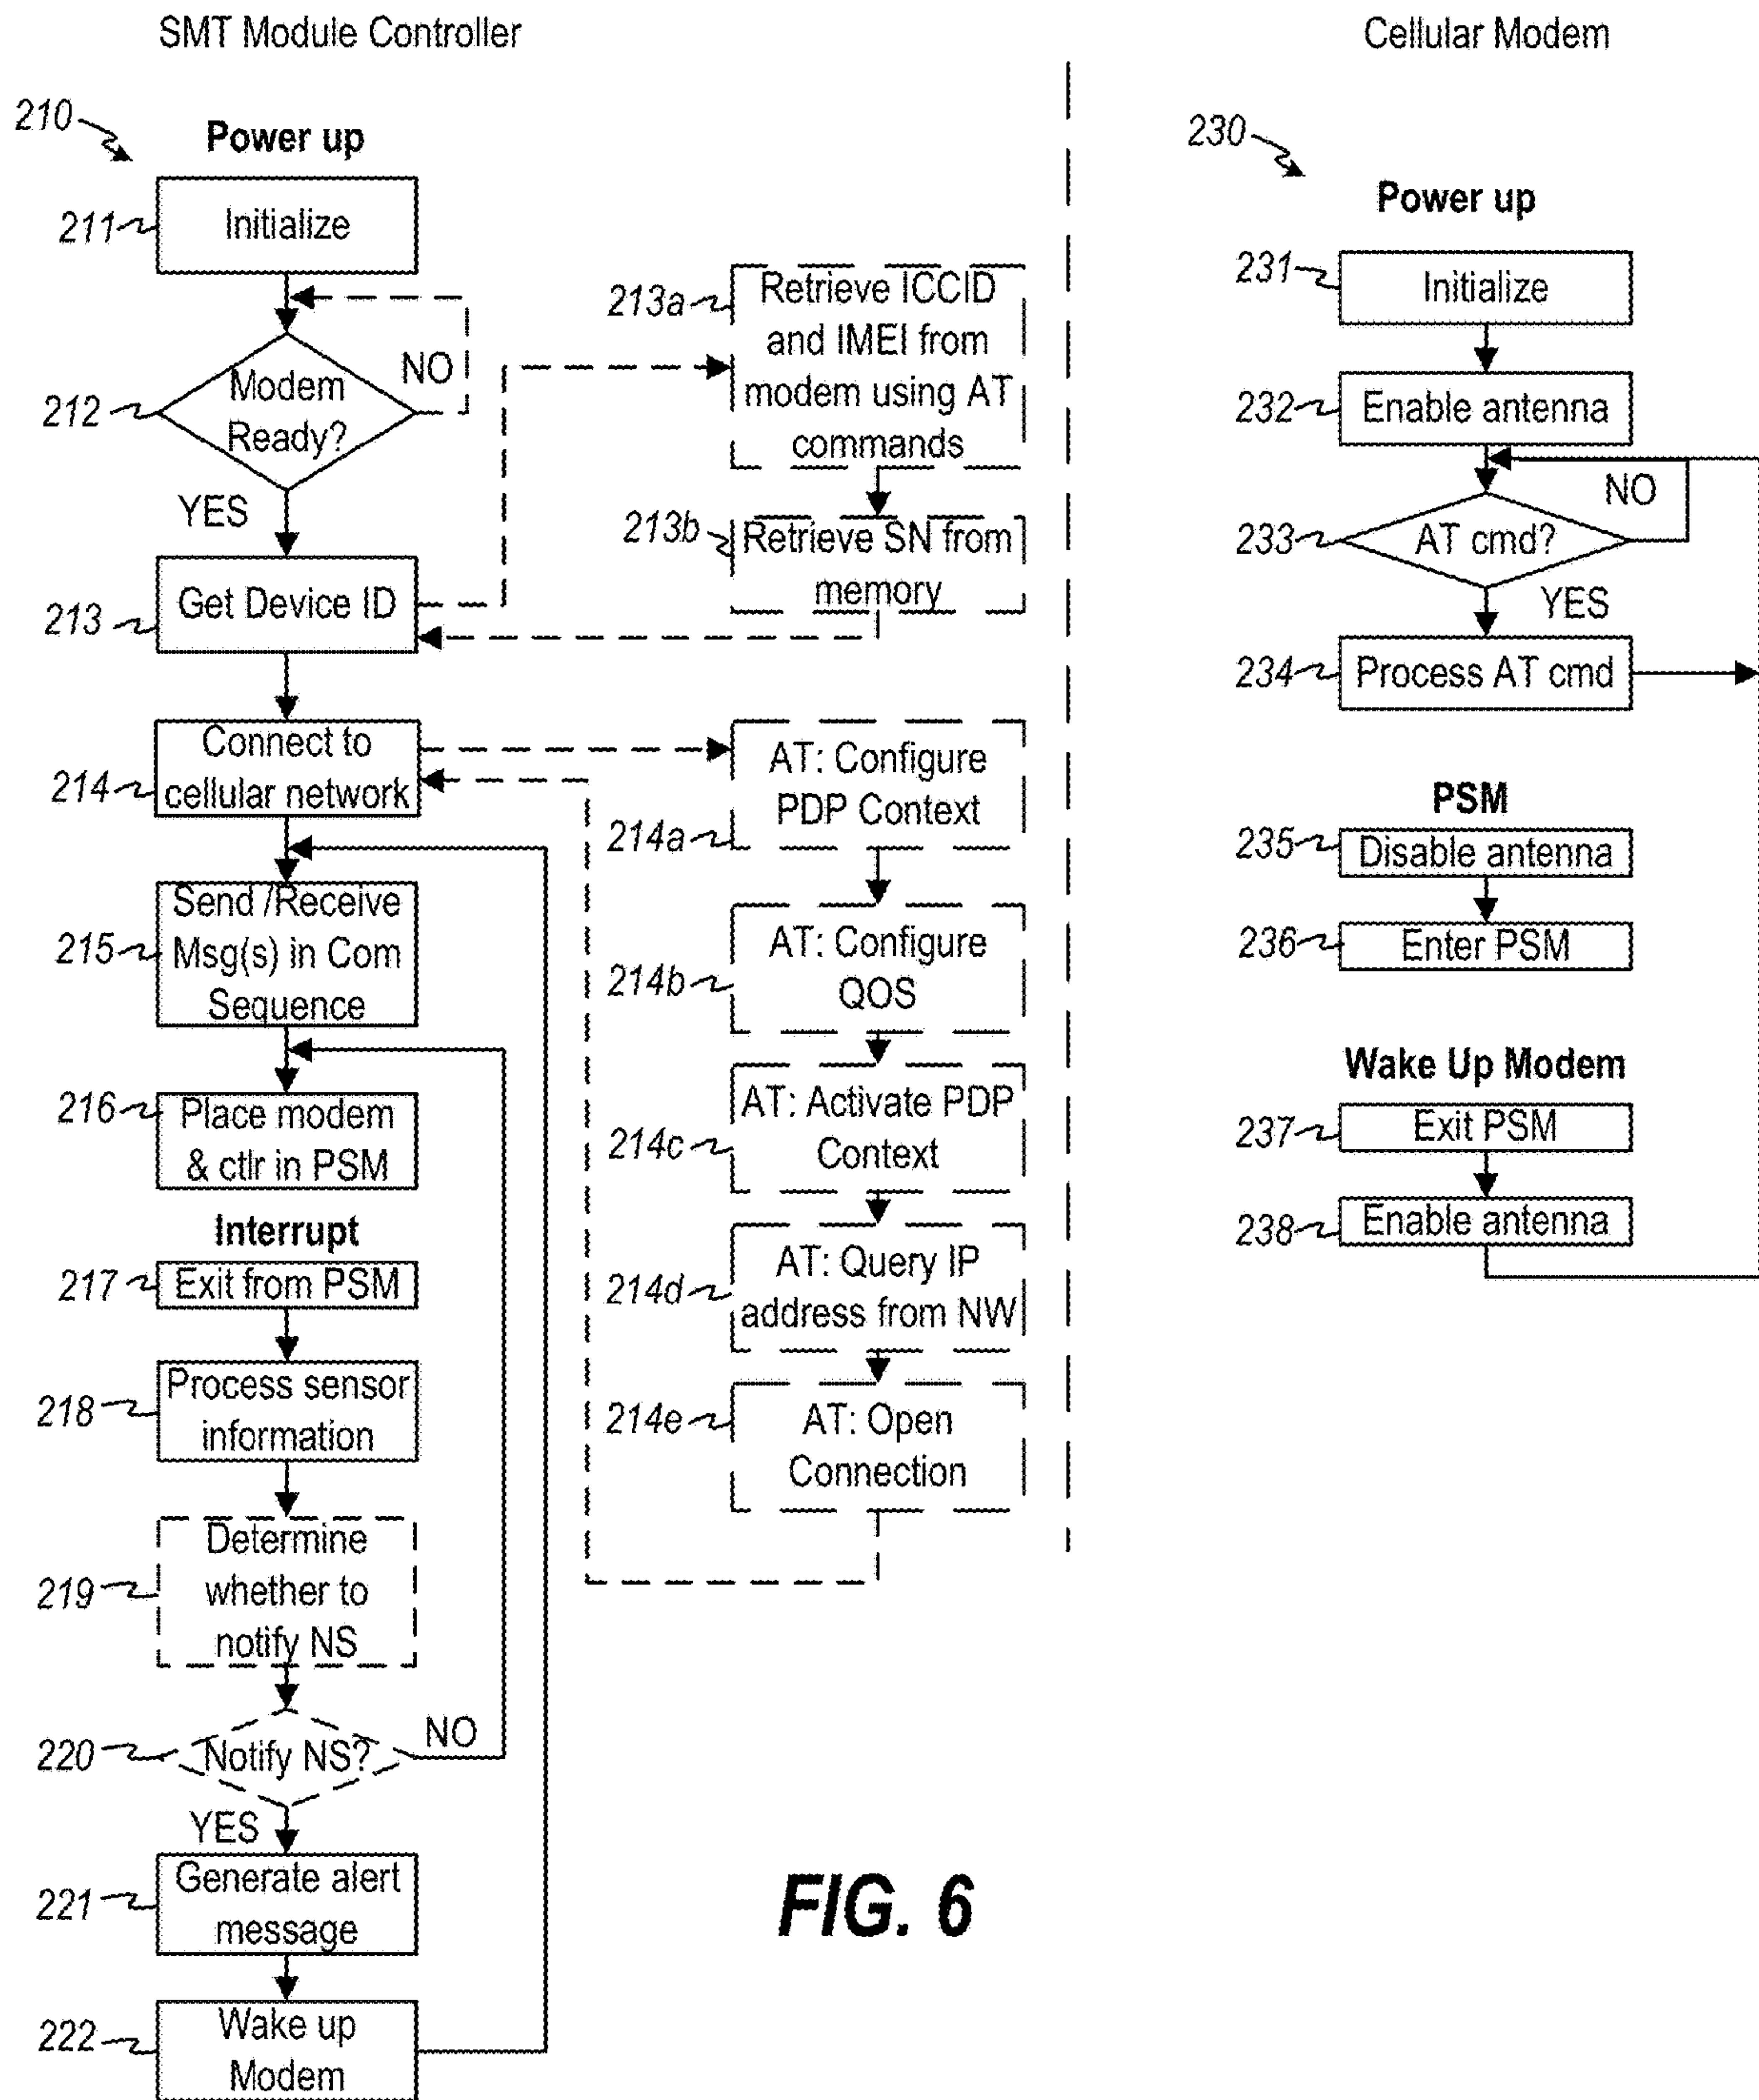 SMT Module Controller
Cellular Modem
210
Power up
211
Initialize
212
Modem
Ready?
NO
YES
213
Get Device ID
213a
Retrieve ICCID
and IMEI from
modem using AT
commands
213b
Retrieve SN from
memory
214
Connect to
cellular network
214a
AT: Configure
PDP Context
214b
AT: Configure
QOS
214c
AT: Activate PDP
Context
214d
AT: Query IP
address from NW
214e
AT: Open
Connection
215
Send /Receive
Msg(s) in Com
Sequence
216
Place modem
& ctlr in PSM
Interrupt
217
Exit from PSM
218
Process sensor
information
219
Determine
whether to
notify NS
220
Notify NS?
NO
YES
221
Generate alert
message
222
Wake up
Modem
230
Power up
231
Initialize
232
Enable antenna
233
AT cmd?
NO
YES
234
Process AT cmd
PSM
235
Disable antenna
236
Enter PSM
Wake Up Modem
237
Exit PSM
238
Enable antenna
FIG. 6